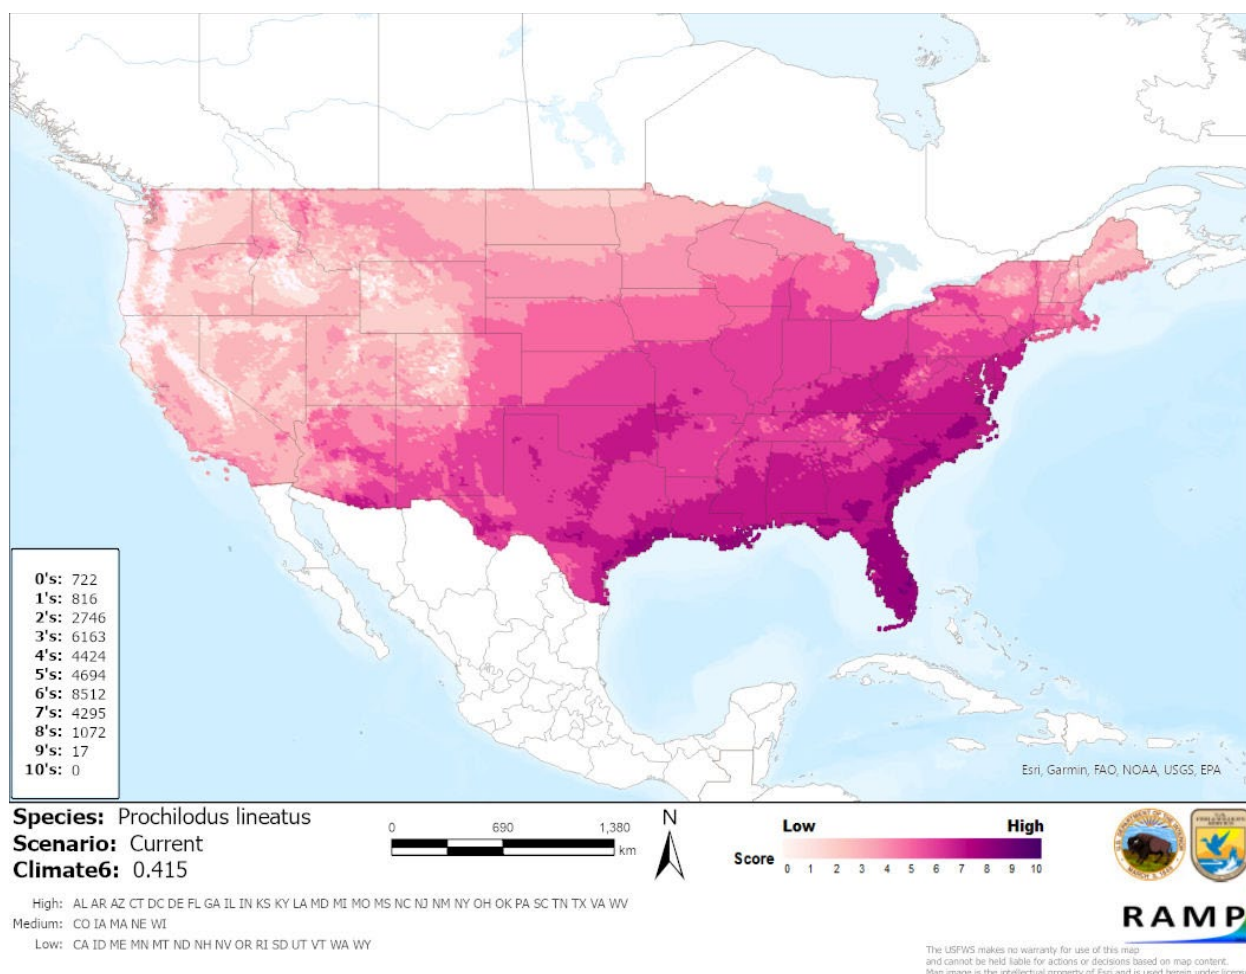 0's: 722
1's: 816
2's: 2746
3's: 6163
4's: 4424
5's: 4694
6's: 8512
7's: 4295
8's: 1072
9's: 17
10's: 0
Esri, Garmin, FAO, NOAA, USGS, EPA
Species: Prochilodus lineatus
Scenario: Current
Climate6: 0.415
0 690 1,380
km
N
Low High
Score 0 1 2 3 4 5 6 7 8 9 10
High: AL AR AZ CT DC DE FL GA IL IN KS KY LA MD MI MO MS NC NJ NM NY OH OK PA SC TN TX VA WV
Medium: CO IA MA NE WI
Low: CA ID ME MN MT ND NH NV OR RI SD UT VT WA WY
RAMP
The USFWS makes no warranty for use of this map
and cannot be held liable for actions or decisions based on map content.
Map image is the intellectual property of Esri and is used herein under license